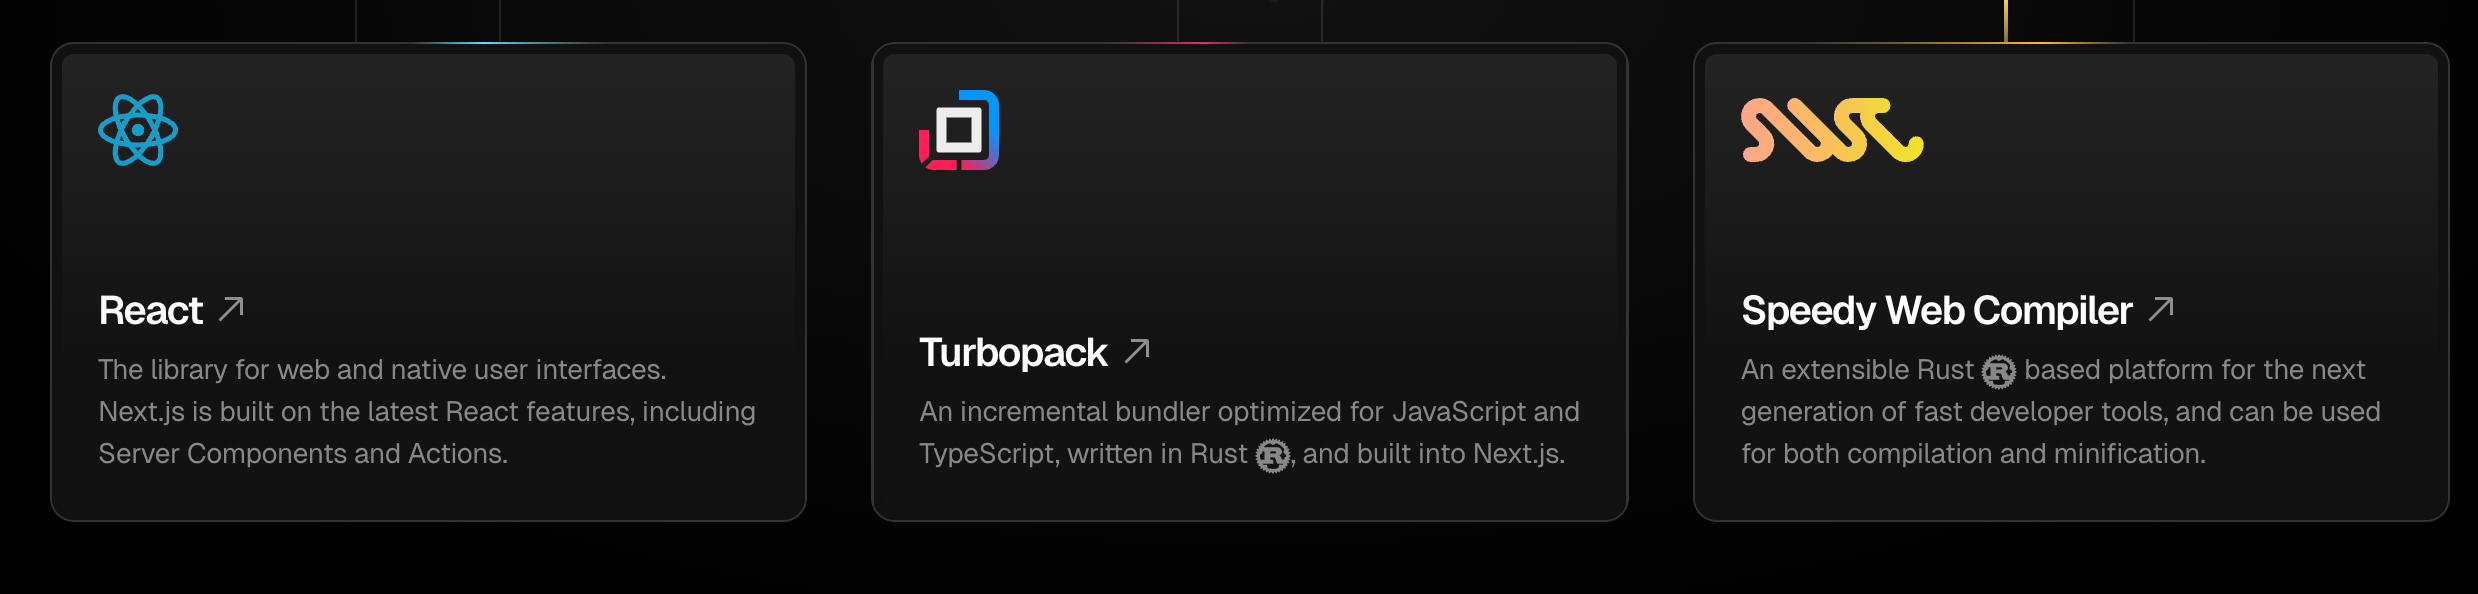 React
The library for web and native user interfaces.
Next.js is built on the latest React features, including
Server Components and Actions.
Turbopack
An incremental bundler optimized for JavaScript and
TypeScript, written in Rust R, and built into Next.js.
Speedy Web Compiler
An extensible Rust R based platform for the next
generation of fast developer tools, and can be used
for both compilation and minification.